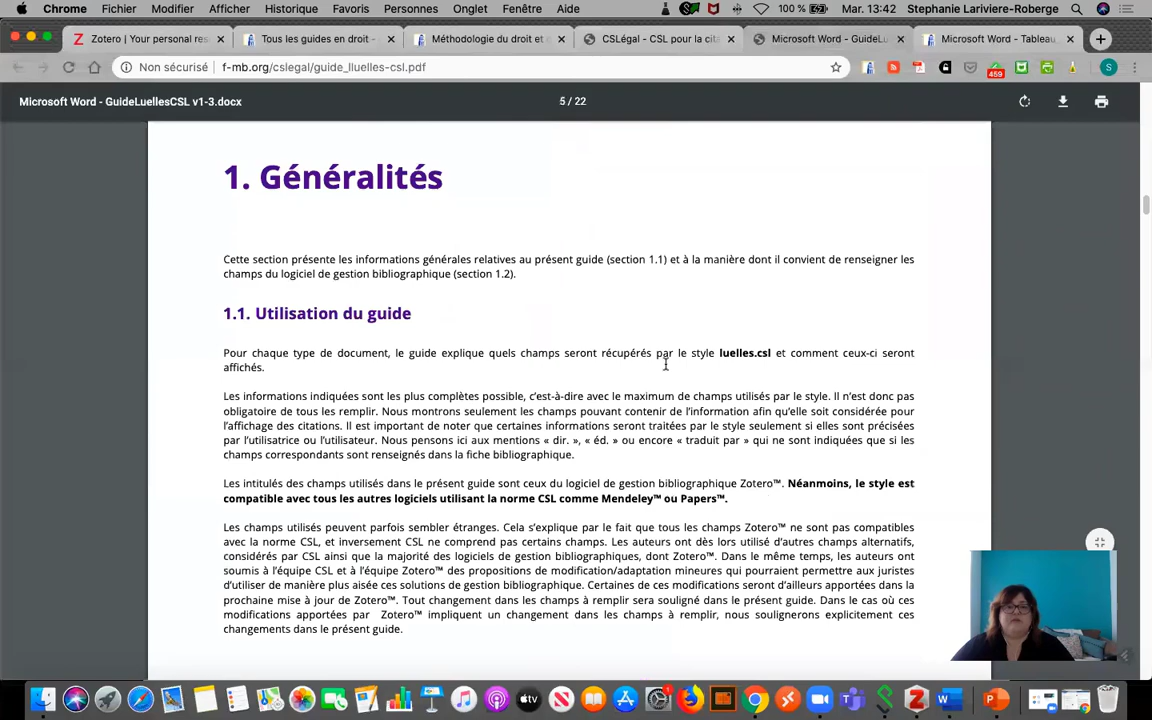 Chrome Fichier Modifier Afficher Historique Favoris Personnes Onglet Fenêtre Aide 100 % Mar. 13:42 Stephanie Lariviere-Roberge
Zotero | Your personal res × Tous les guides en droit - × Méthodologie du droit et × CSLégal - CSL pour la cita × Microsoft Word - GuideLu × Microsoft Word - Tableau ×
Non sécurisé f-mb.org/cslegal/guide_lluelles-csl.pdf 459 S
Microsoft Word - GuideLuellesCSL v1-3.docx 5 / 22
1. Généralités
Cette section présente les informations générales relatives au présent guide (section 1.1) et à la manière dont il convient de renseigner les
champs du logiciel de gestion bibliographique (section 1.2).
1.1. Utilisation du guide
Pour chaque type de document, le guide explique quels champs seront récupérés par le style luelles.csl et comment ceux-ci seront
affichés.
Les informations indiquées sont les plus complètes possible, c'est-à-dire avec le maximum de champs utilisés par le style. Il n'est donc pas
obligatoire de tous les remplir. Nous montrons seulement les champs pouvant contenir de l'information afin qu'elle soit considérée pour
l'affichage des citations. Il est important de noter que certaines informations seront traitées par le style seulement si elles sont précisées
par l'utilisatrice ou l'utilisateur. Nous pensons ici aux mentions « dir. », « éd. » ou encore « traduit par » qui ne sont indiquées que si les
champs correspondants sont renseignés dans la fiche bibliographique.
Les intitulés des champs utilisés dans le présent guide sont ceux du logiciel de gestion bibliographique Zotero™. Néanmoins, le style est
compatible avec tous les autres logiciels utilisant la norme CSL comme Mendeley™ ou Papers™.
Les champs utilisés peuvent parfois sembler étranges. Cela s'explique par le fait que tous les champs Zotero™ ne sont pas compatibles
avec la norme CSL, et inversement CSL ne comprend pas certains champs. Les auteurs ont dès lors utilisé d'autres champs alternatifs,
considérés par CSL ainsi que la majorité des logiciels de gestion bibliographiques, dont Zotero™. Dans le même temps, les auteurs ont
soumis à l'équipe CSL et à l'équipe Zotero™ des propositions de modification/adaptation mineures qui pourraient permettre aux juristes
d'utiliser de manière plus aisée ces solutions de gestion bibliographique. Certaines de ces modifications seront d'ailleurs apportées dans la
prochaine mise à jour de Zotero™. Tout changement dans les champs à remplir sera souligné dans le présent guide. Dans le cas où ces
modifications apportées par Zotero™ impliquent un changement dans les champs à remplir, nous soulignerons explicitement ces
changements dans le présent guide.